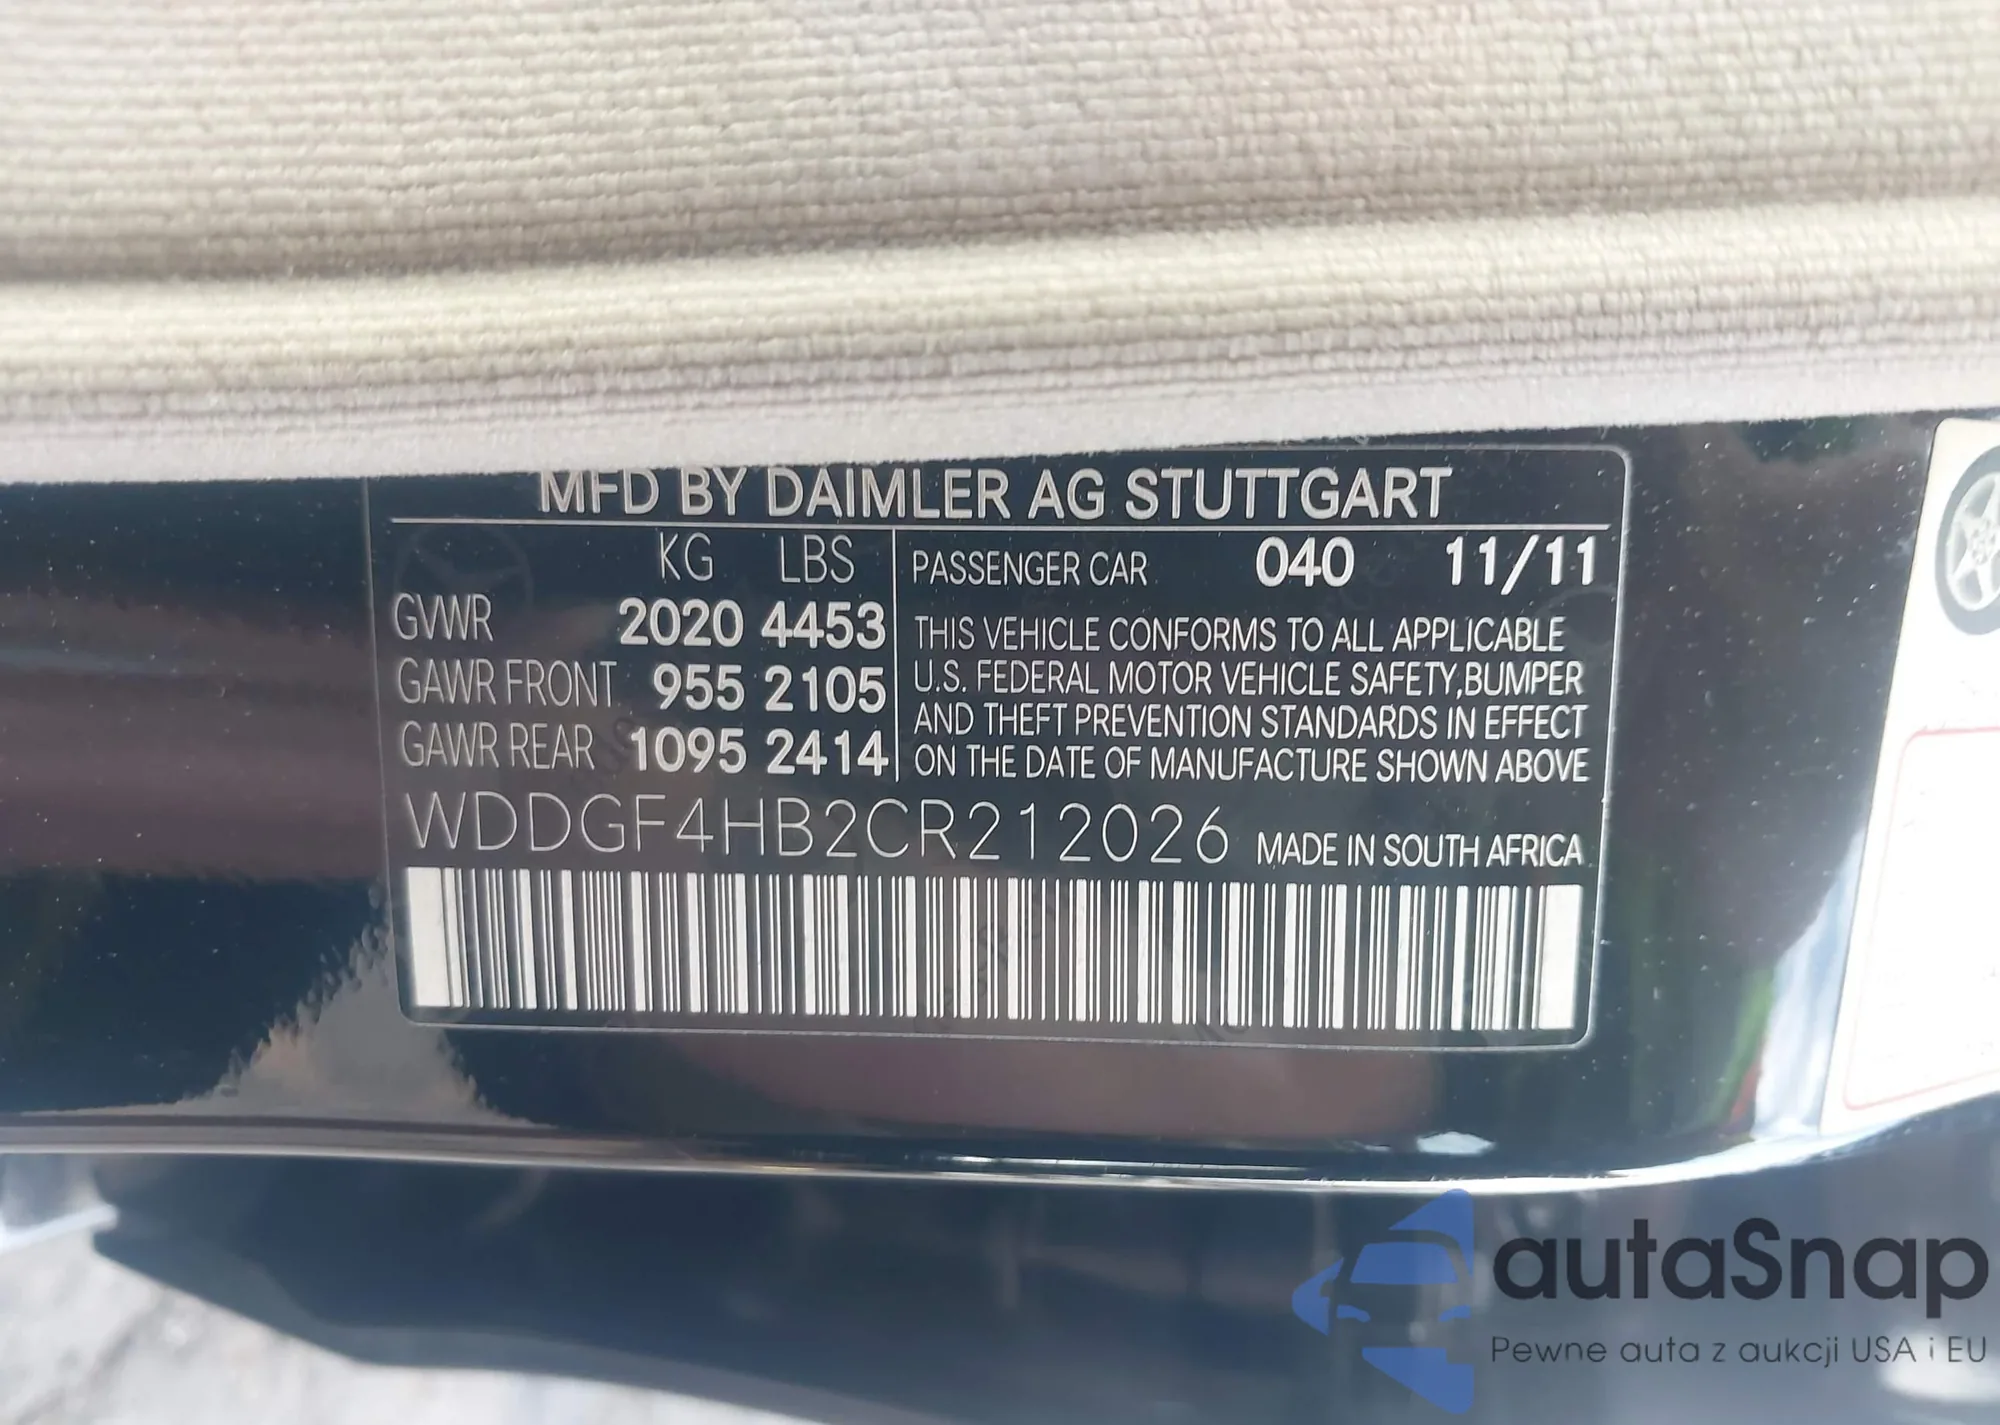 MFD BY DAIMLER AG STUTTGART
KG LBS
GVWR 2020 4453
GAWR FRONT 955 2105
GAWR REAR 1095 2414
PASSENGER CAR 040 11/11
THIS VEHICLE CONFORMS TO ALL APPLICABLE
U.S. FEDERAL MOTOR VEHICLE SAFETY,BUMPER
AND THEFT PREVENTION STANDARDS IN EFFECT
ON THE DATE OF MANUFACTURE SHOWN ABOVE
WDDGF4HB2CR212026 MADE IN SOUTH AFRICA
autaSnap
Pewne auta z aukcji USA i EU